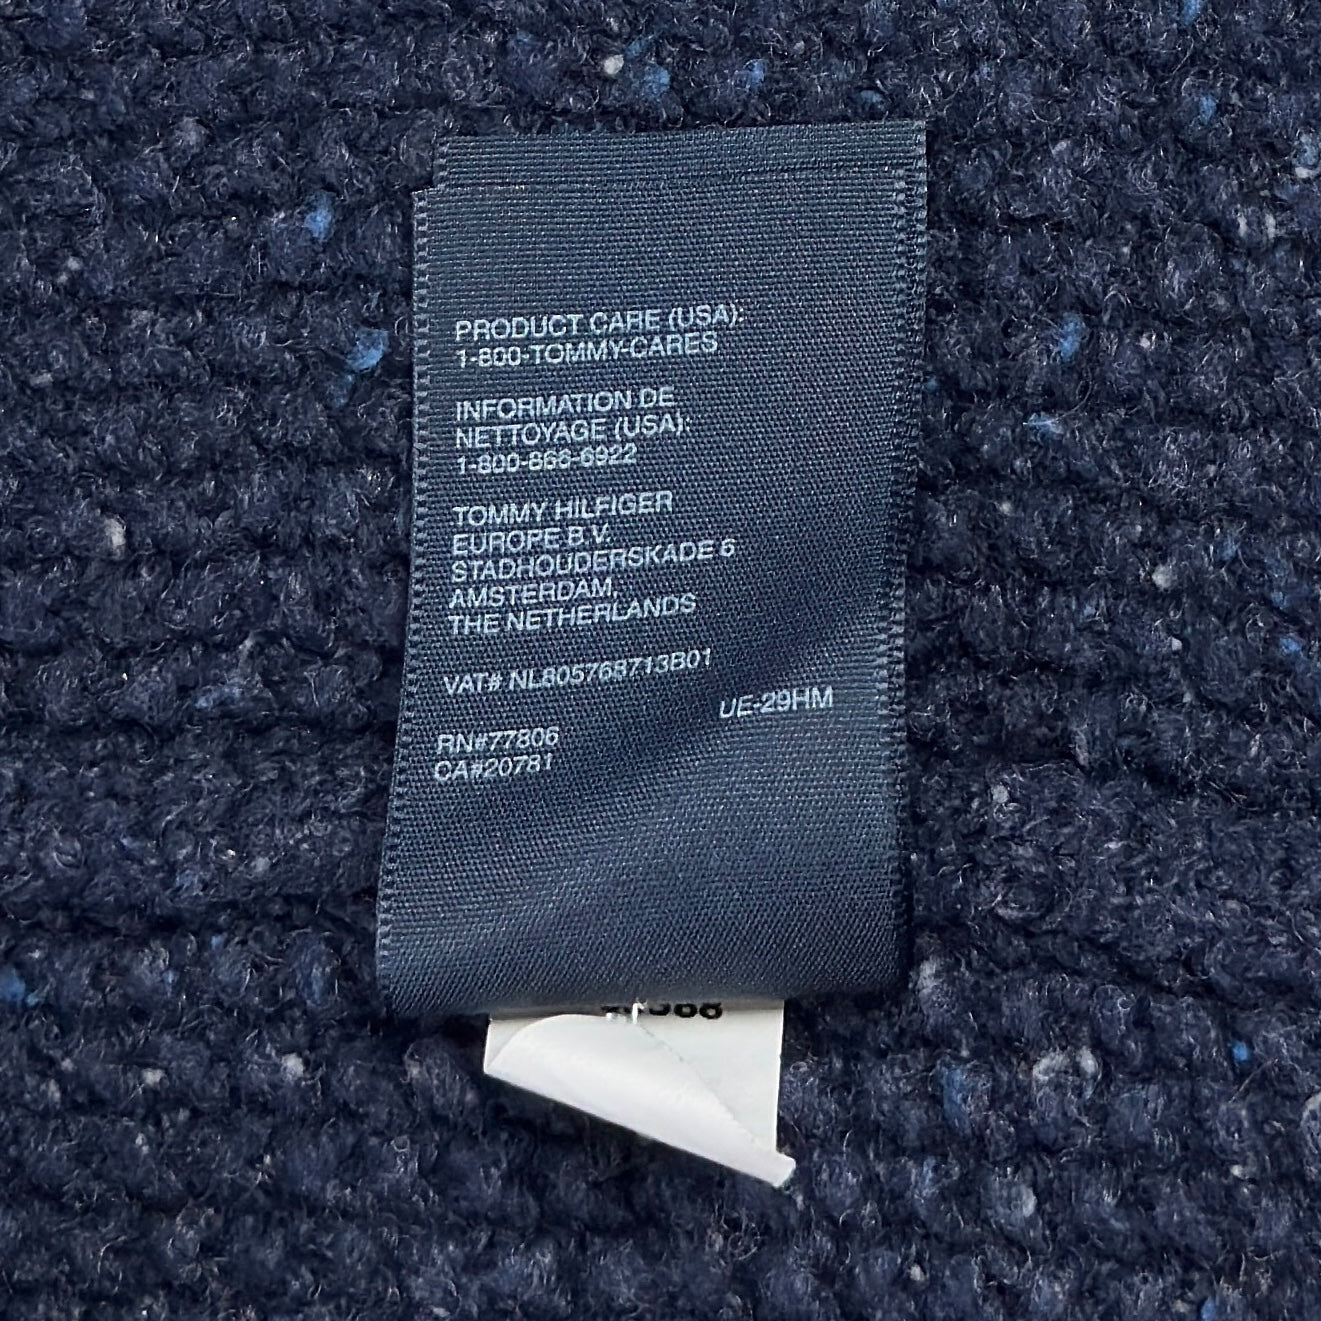 PRODUCT CARE (USA):
1-800-TOMMY-CARES
INFORMATION DE
NETTOYAGE (USA):
1-800-866-6922
TOMMY HILFIGER
EUROPE B.V.
STADHOUDERSKADE 6
AMSTERDAM,
THE NETHERLANDS
VAT# NL805768713B01
UE-29HM
RN#77806
CA#20781